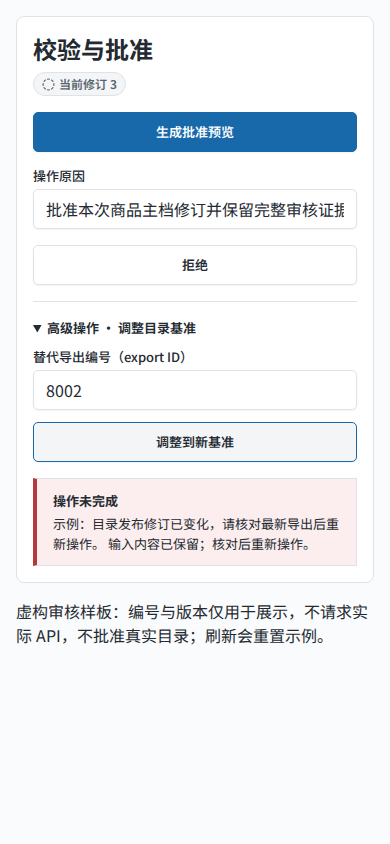 校验与批准
当前修订 3
生成批准预览
操作原因
批准本次商品主档修订并保留完整审核证据
拒绝
▼ 高级操作 · 调整目录基准
替代导出编号（export ID）
8002
调整到新基准
操作未完成
示例：目录发布修订已变化，请核对最新导出后重
新操作。 输入内容已保留；核对后重新操作。
虚构审核样板：编号与版本仅用于展示，不请求实
际 API，不批准真实目录；刷新会重置示例。